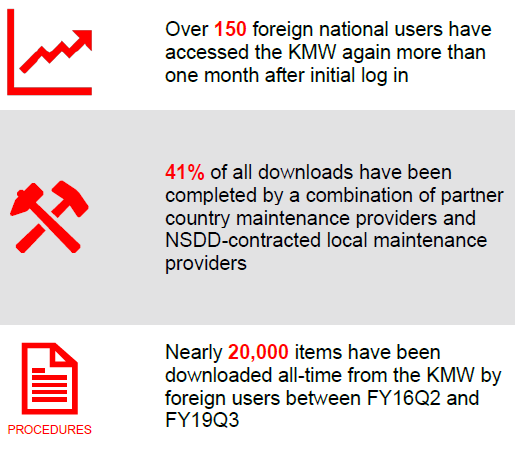 Over 150 foreign national users have
accessed the KMW again more than
one month after initial log in
41% of all downloads have been
completed by a combination of partner
country maintenance providers and
NSDD-contracted local maintenance
providers
Nearly 20,000 items have been
downloaded all-time from the KMW by
foreign users between FY16Q2 and
FY19Q3
PROCEDURES